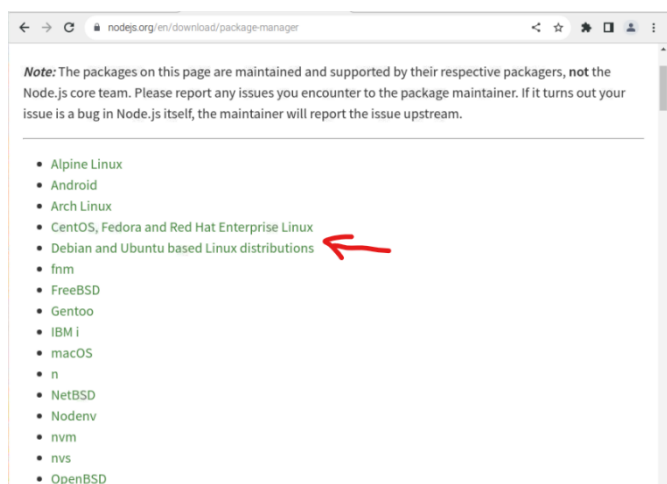 nodejs.org/en/download/package-manager
Note: The packages on this page are maintained and supported by their respective packagers, not the
Node.js core team. Please report any issues you encounter to the package maintainer. If it turns out your
issue is a bug in Node.js itself, the maintainer will report the issue upstream.
Alpine Linux
Android
Arch Linux
CentOS, Fedora and Red Hat Enterprise Linux
Debian and Ubuntu based Linux distributions
fnm
FreeBSD
Gentoo
IBM i
macOS
n
NetBSD
Nodenv
nvm
nvs
OpenBSD